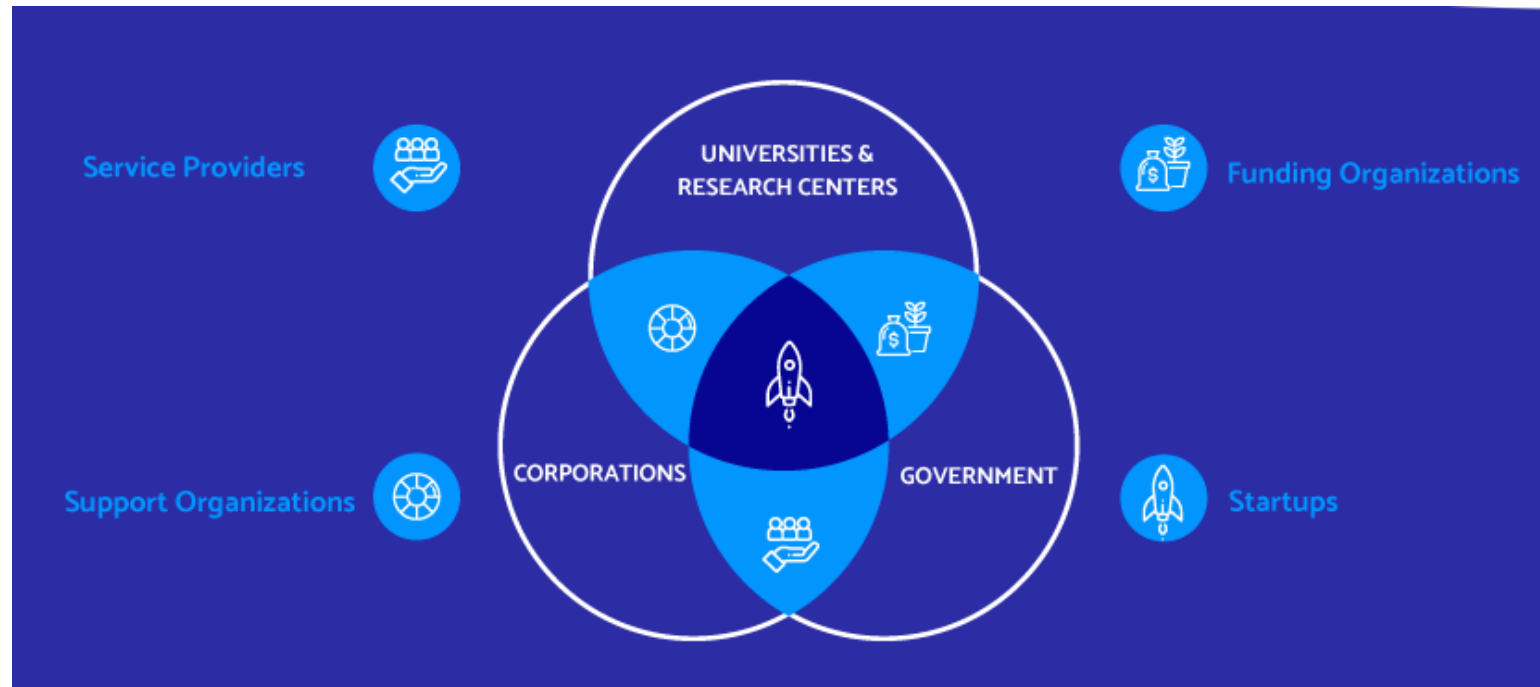 Service Providers
UNIVERSITIES &
RESEARCH CENTERS
Funding Organizations
$
$
CORPORATIONS
GOVERNMENT
Support Organizations
Startups